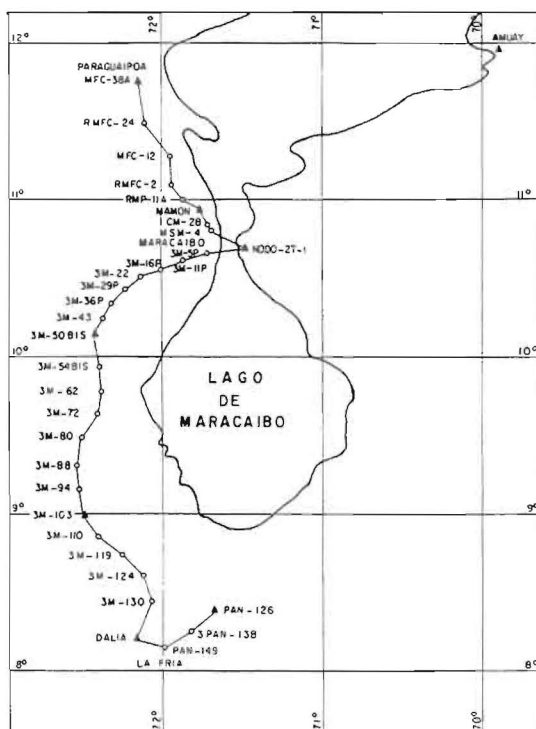 72°
71°
70°
12°
12°
AMUAY
PARAGUAIPOA
MFC-38A
RMFC-24
MFC-12
RMFC-2
11°
11°
RMP-11A
MAMON
1CM-28
MSM-4
MARACAIBO
NODO-27-1
3M-5P
3M-11P
3M-16P
3M-22
3M-29P
3M-36P
3M-43
3M-50BIS
10°
10°
3M-54BIS
LAGO
DE
MARACAIBO
3M-62
3M-72
3M-80
3M-88
3M-94
9°
9°
3M-103
3M-110
3M-119
3M-124
3M-130
PAN-126
3PAN-138
DALIA
PAN-149
LA FRIA
8°
8°
72°
71°
70°